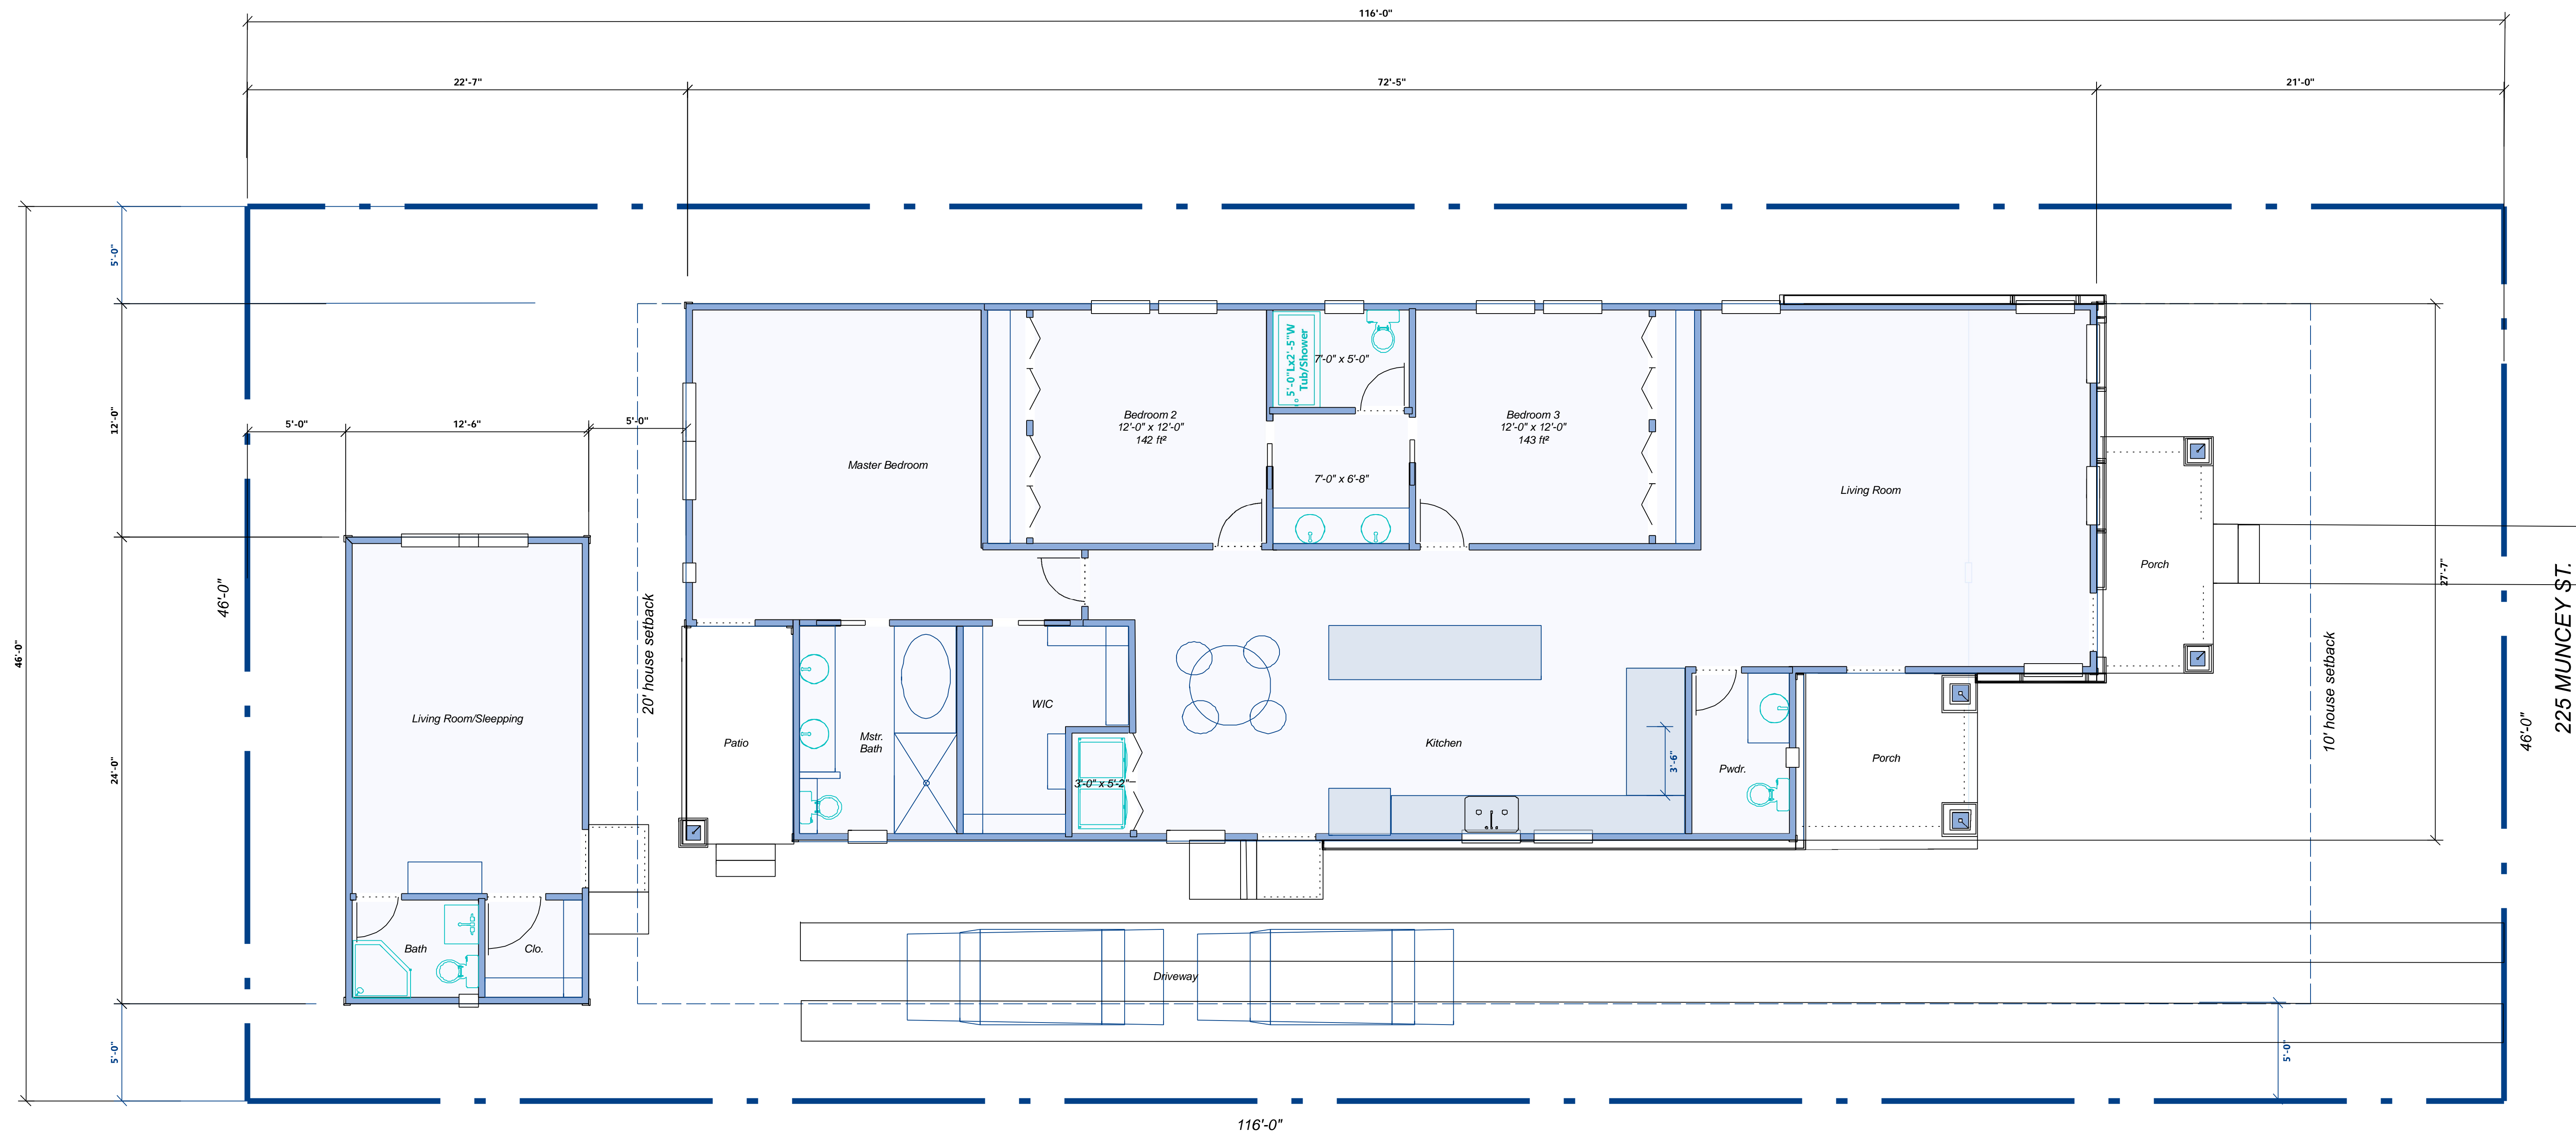 116'-0"
22'-7"
72'-5"
21'-0"
5'-0"
12'-0"
24'-0"
5'-0"
46'-0"
46'-0"
5'-0"
12'-6"
5'-0"
20' house setback
Master Bedroom
Bedroom 2
12'-0" x 12'-0"
142 ft²
5'-0"Lx2'-5"W
Tub/Shower
7'-0" x 5'-0"
7'-0" x 6'-8"
Bedroom 3
12'-0" x 12'-0"
143 ft²
Living Room
Porch
27'-7"
225 MUNCEY ST.
10' house setback
46'-0"
Living Room/Sleepping
Patio
Mstr.
Bath
WIC
3'-0" x 5'-2"
Kitchen
3'-6"
Pwdr.
Porch
Bath
Clo.
Driveway
5'-0"
116'-0"